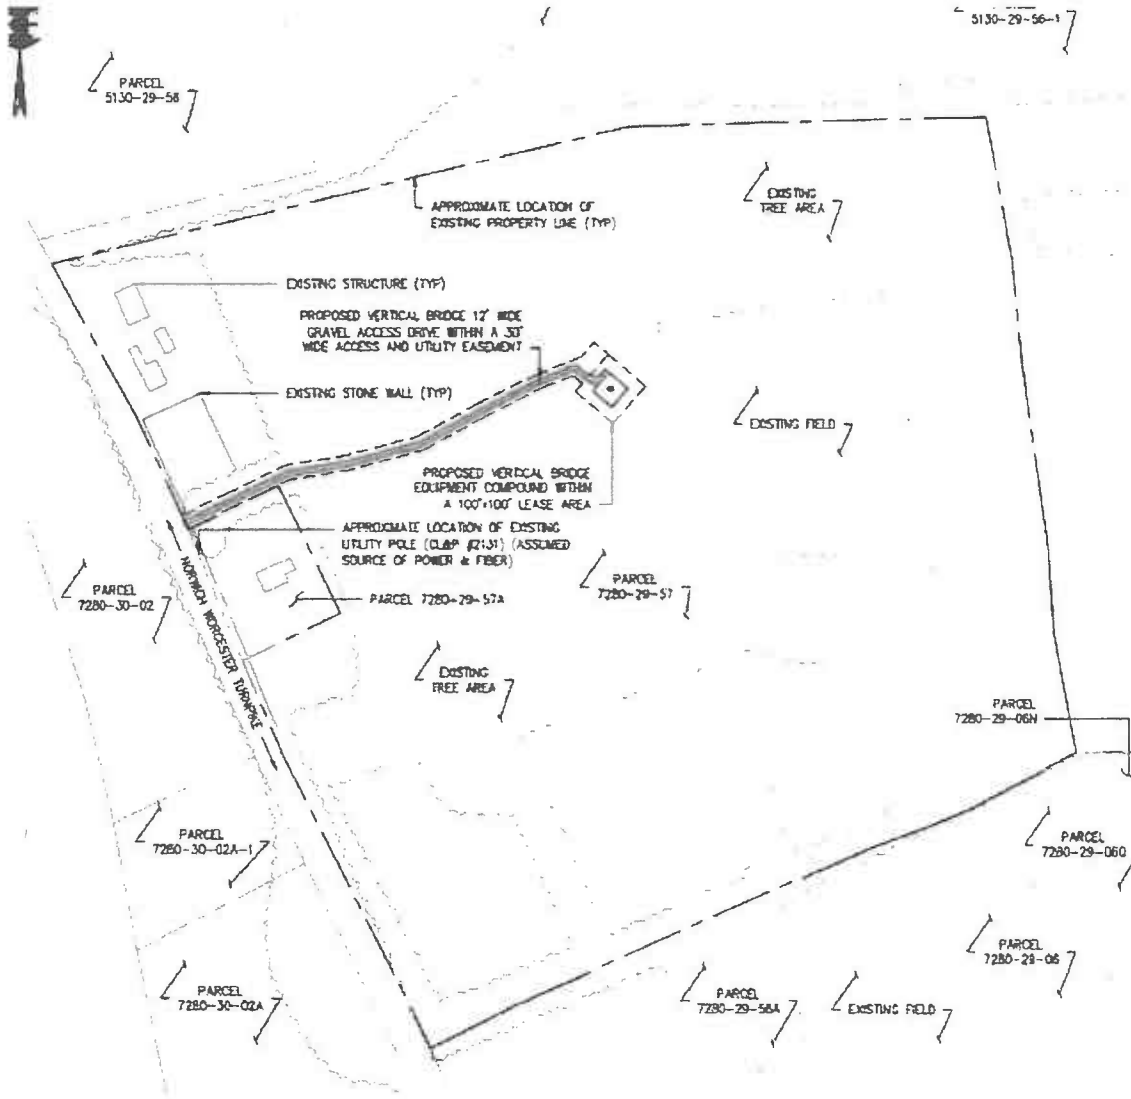 5130-29-56-1
PARCEL
5130-29-58
APPROXIMATE LOCATION OF
EXISTING PROPERTY LINE (TYP)
EXISTING
TREE AREA
EXISTING STRUCTURE (TYP)
PROPOSED VERTICAL BRIDGE 12' WIDE
GRAVEL ACCESS DRIVE WITHIN A 30'
WIDE ACCESS AND UTILITY EASEMENT
EXISTING STONE WALL (TYP)
EXISTING FIELD
PROPOSED VERTICAL BRIDGE
EQUIPMENT COMPOUND WITHIN
A 100'x100' LEASE AREA
APPROXIMATE LOCATION OF EXISTING
UTILITY POLE (CL&P #2131) (ASSUMED
SOURCE OF POWER & FIBER)
PARCEL
7280-30-02
PARCEL
7280-29-57
PARCEL 7280-29-57A
NORWICH WORCESTER TURNPIKE
EXISTING
TREE AREA
PARCEL
7280-29-06N
PARCEL
7280-30-02A-1
PARCEL
7280-29-06O
PARCEL
7280-29-06
PARCEL
7280-30-02A
PARCEL
7280-29-58A
EXISTING FIELD